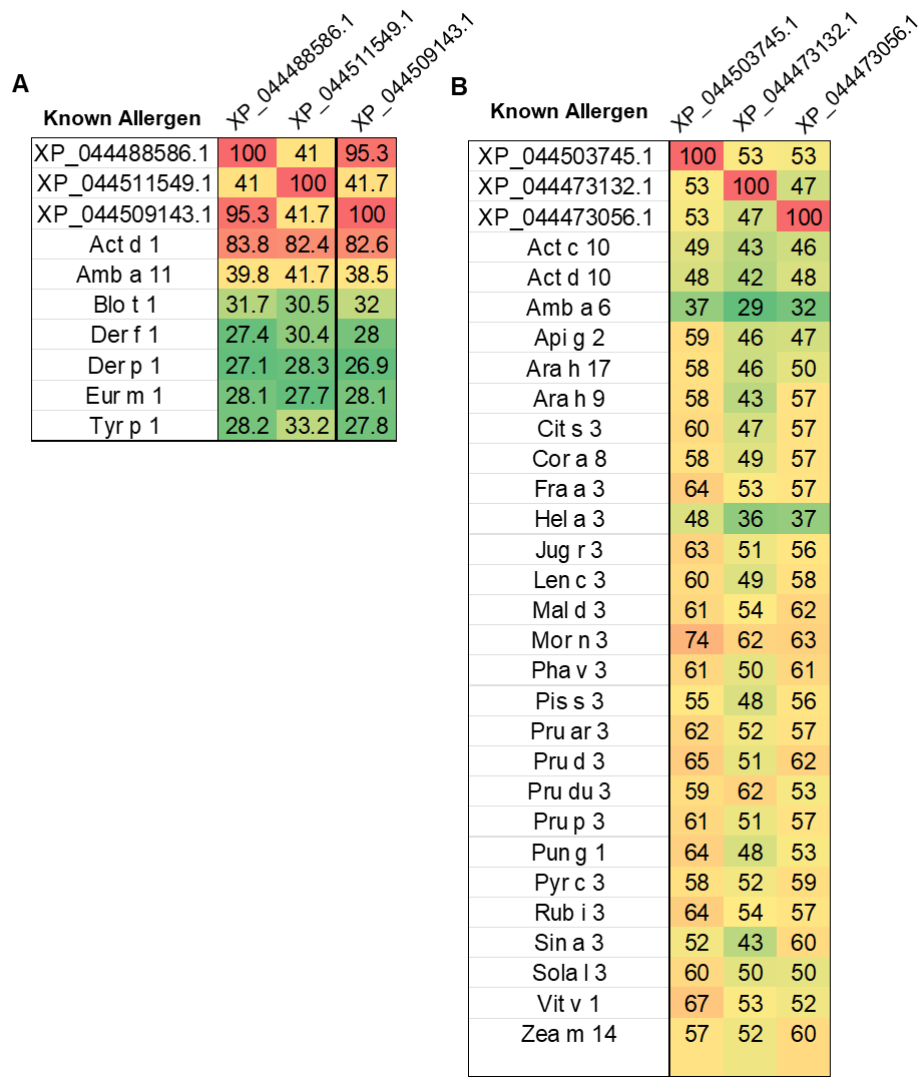 A
Known Allergen XP_044488586.1 XP_044511549.1 XP_044509143.1
XP_044488586.1 100 41 95.3
XP_044511549.1 41 100 41.7
XP_044509143.1 95.3 41.7 100
Act d 1 83.8 82.4 82.6
Amb a 11 39.8 41.7 38.5
Blo t 1 31.7 30.5 32
Der f 1 27.4 30.4 28
Der p 1 27.1 28.3 26.9
Eur m 1 28.1 27.7 28.1
Tyr p 1 28.2 33.2 27.8
B
Known Allergen XP_044503745.1 XP_044473132.1 XP_044473056.1
XP_044503745.1 100 53 53
XP_044473132.1 53 100 47
XP_044473056.1 53 47 100
Act c 10 49 43 46
Act d 10 48 42 48
Amb a 6 37 29 32
Api g 2 59 46 47
Ara h 17 58 46 50
Ara h 9 58 43 57
Cit s 3 60 47 57
Cor a 8 58 49 57
Fra a 3 64 53 57
Hel a 3 48 36 37
Jug r 3 63 51 56
Len c 3 60 49 58
Mal d 3 61 54 62
Mor n 3 74 62 63
Pha v 3 61 50 61
Pis s 3 55 48 56
Pru ar 3 62 52 57
Pru d 3 65 51 62
Pru du 3 59 62 53
Pru p 3 61 51 57
Pun g 1 64 48 53
Pyr c 3 58 52 59
Rub i 3 64 54 57
Sin a 3 52 43 60
Sola l 3 60 50 50
Vit v 1 67 53 52
Zea m 14 57 52 60